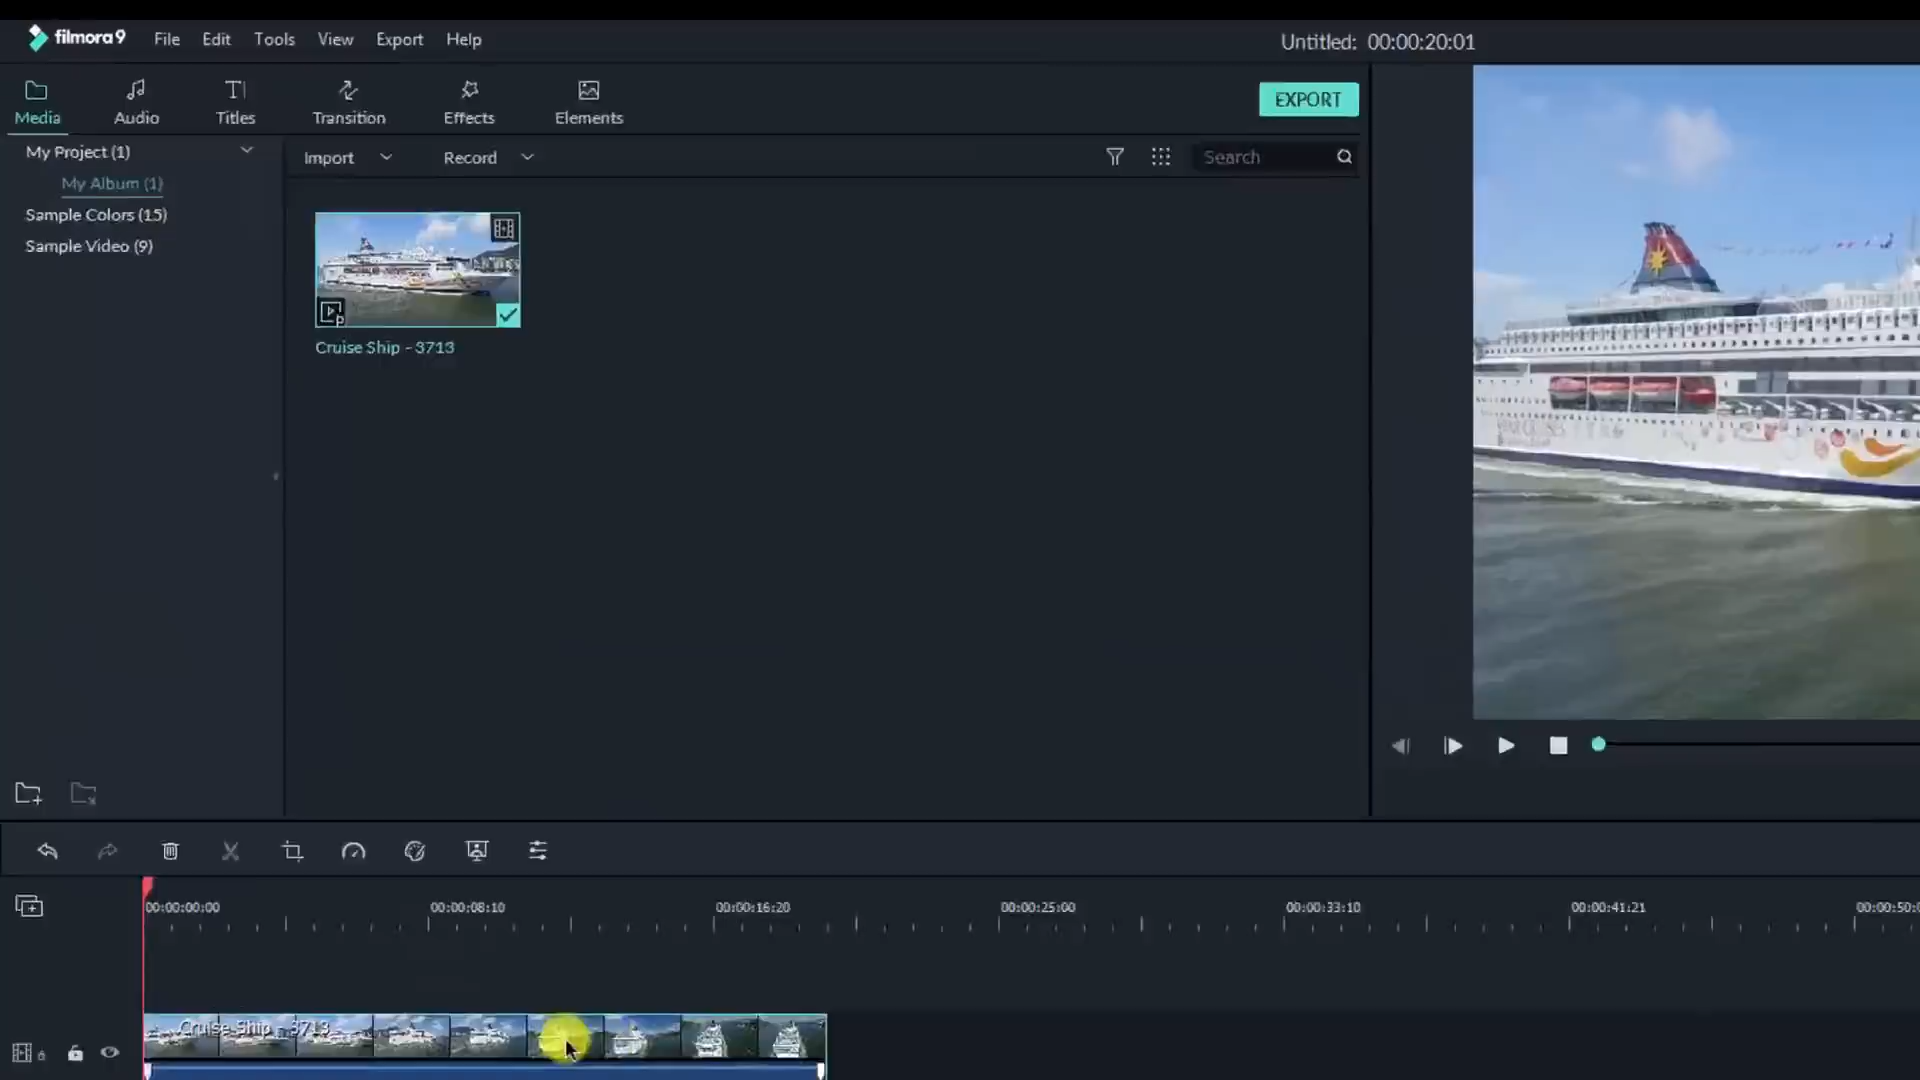 filmora9 File Edit Tools View Export Help
Untitled: 00:00:20:01
Media Audio Titles Transition Effects Elements
EXPORT
My Project (1)
Import Record Search
My Album (1)
Sample Colors (15)
Sample Video (9)
Cruise Ship - 3713
00:00:00:00 00:00:08:10 00:00:16:20 00:00:25:00 00:00:33:10 00:00:41:21
Cruise Ship - 3713
6